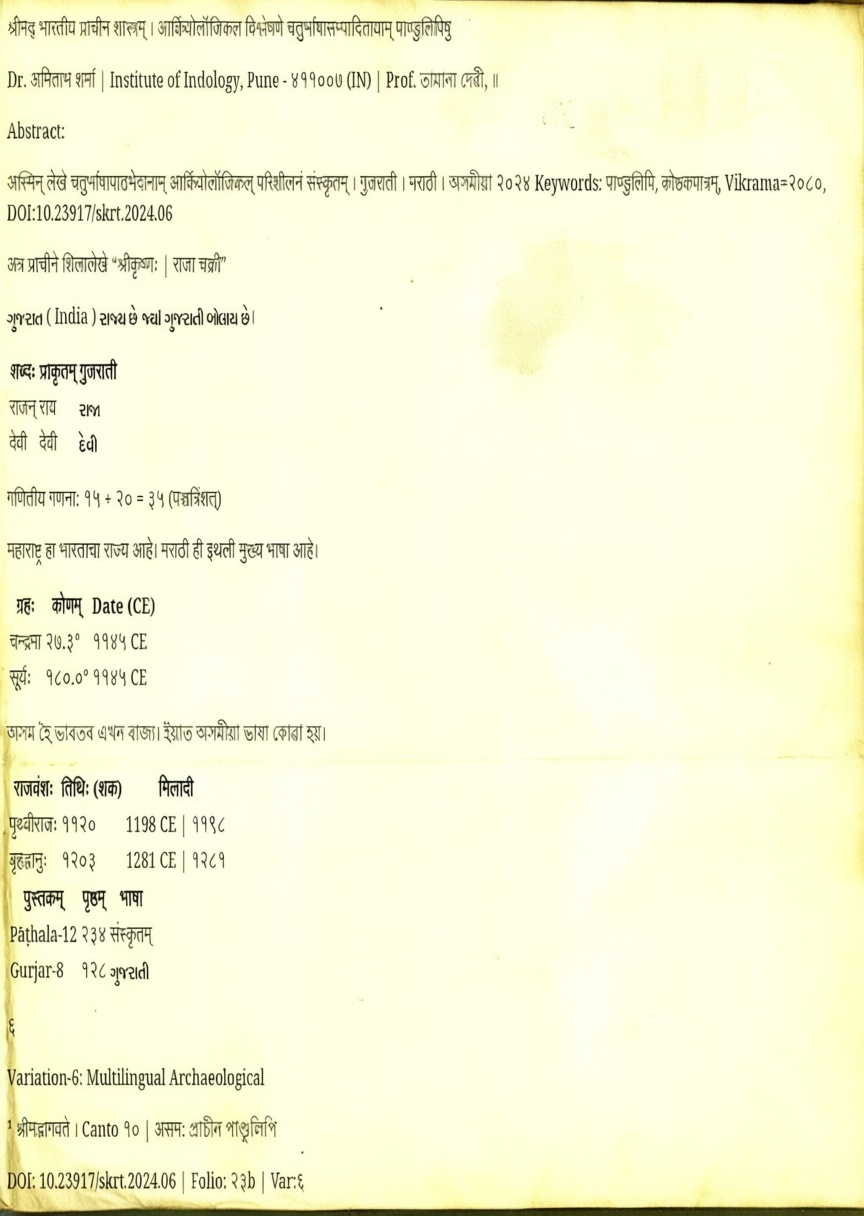 श्रीमद् भारतीय प्राचीन शास्त्रम् । आर्कियोलॉजिकल विश्लेषणे चतुर्भाषासम्पादितायाम् पाण्डुलिपिषु
Dr. अमिताभ शर्मा | Institute of Indology, Pune - ४११००७ (IN) | Prof. তামান্না দেৱী, ॥
Abstract:
अस्मिन् लेखे चतुर्भाषापाठभेदानाम् आर्कियोलॉजिकल् परिशीलनं संस्कृतम् । गुजराती । मराठी । অসমীয়া २०२४ Keywords: पाण्डुलिपि, कोष्ठकपात्रम्, Vikrama=२०८०,
DOI:10.23917/skrt.2024.06
अत्र प्राचीने शिलालेखे “श्रीकृष्णः | राजा चक्री”
ગુજરાત ( India ) રાજ્ય છે જ્યાં ગુજરાતી બોલાય છે।
शब्दः प्राकृतम् गुजराती
राजन् राय રાજા
देवी देवी દેવી
गणितीय गणना: १५ + २० = ३५ (पञ्चत्रिंशत्)
महाराष्ट्र हा भारताचा राज्य आहे। मराठी ही इथली मुख्य भाषा आहे।
ग्रहः कोणम् Date (CE)
चन्द्रमा २७.३° ११४५ CE
सूर्यः १८०.०° ११४५ CE
অসম হৈ ভাৰতৰ এখন ৰাজ্য। ইয়াত অসমীয়া ভাষা কোৱা হয়।
राजवंशः तिथिः (शक) मिलादी
पृथ्वीराजः ११२० 1198 CE | ११९८
बृहद्भानुः १२०३ 1281 CE | १२८१
पुस्तकम् पृष्ठम् भाषा
Pāṭhala-12 २३४ संस्कृतम्
Gurjar-8 १२८ ગુજરાતી
६
Variation-6: Multilingual Archaeological
¹ श्रीमद्भागवते । Canto १० | असम: প্রাচীন পাণ্ডুলিপি
DOI: 10.23917/skrt.2024.06 | Folio: २३b | Var:६